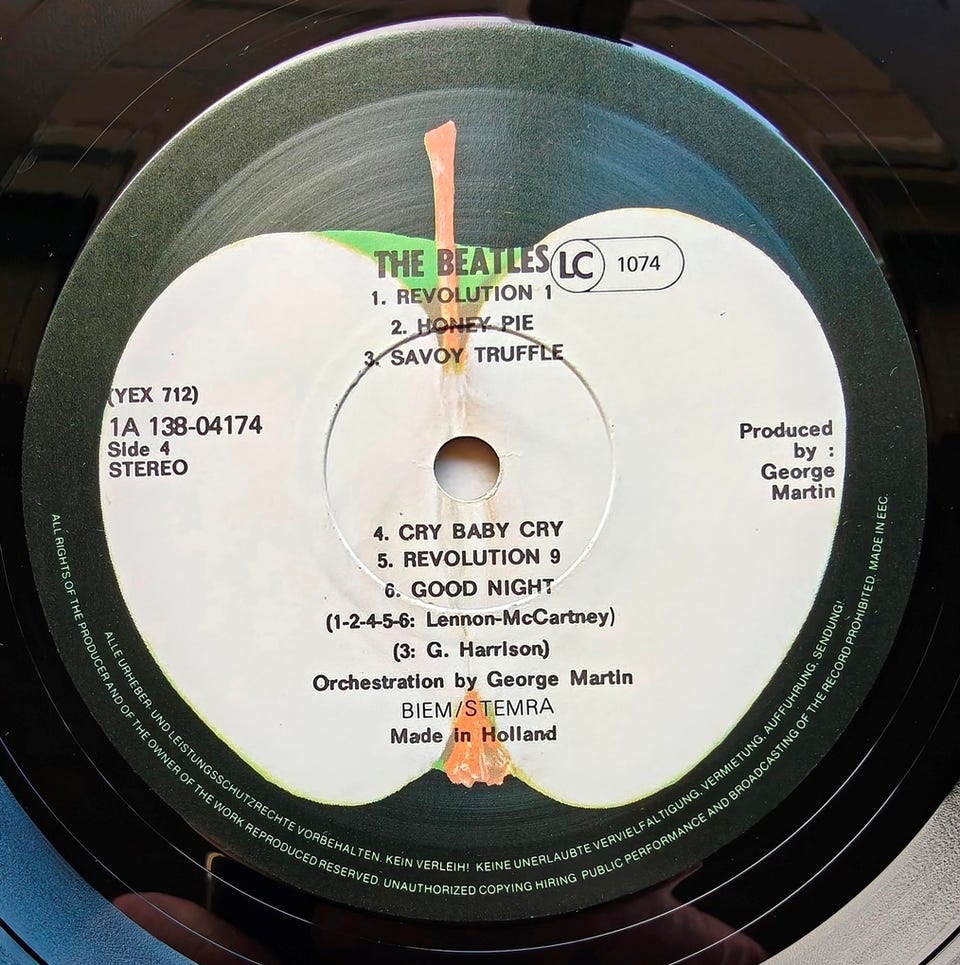 THE BEATLES
LC 1074
1. REVOLUTION 1
2. HONEY PIE
3. SAVOY TRUFFLE
(YEX 712)
1A 138-04174
Side 4
STEREO
Produced
by :
George
Martin
4. CRY BABY CRY
5. REVOLUTION 9
6. GOOD NIGHT
(1-2-4-5-6: Lennon-McCartney)
(3: G. Harrison)
Orchestration by George Martin
BIEM/STEMRA
Made in Holland
ALLE URHEBER- UND LEISTUNGSSCHUTZRECHTE VORBEHALTEN. KEIN VERLEIH! KEINE UNERLAUBTE VERVIELFALTIGUNG, VERMIETUNG, AUFFUHRUNG, SENDUNG!
ALL RIGHTS OF THE PRODUCER AND OF THE OWNER OF THE WORK REPRODUCED RESERVED. UNAUTHORIZED COPYING HIRING PUBLIC PERFORMANCE AND BROADCASTING OF THE RECORD PROHIBITED. MADE IN EEC.